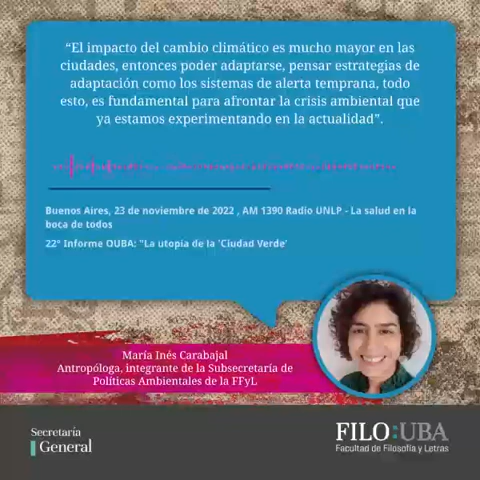 “El impacto del cambio climático es mucho mayor en las
ciudades, entonces poder adaptarse, pensar estrategias de
adaptación como los sistemas de alerta temprana, todo
esto, es fundamental para afrontar la crisis ambiental que
ya estamos experimentando en la actualidad”.
Buenos Aires, 23 de noviembre de 2022 , AM 1390 Radio UNLP - La salud en la
boca de todos
22° Informe OUBA: "La utopía de la 'Ciudad Verde'
María Inés Carabajal
Antropóloga, integrante de la Subsecretaría de
Políticas Ambientales de la FFyL
Secretaría
General
FILO:UBA
Facultad de Filosofía y Letras